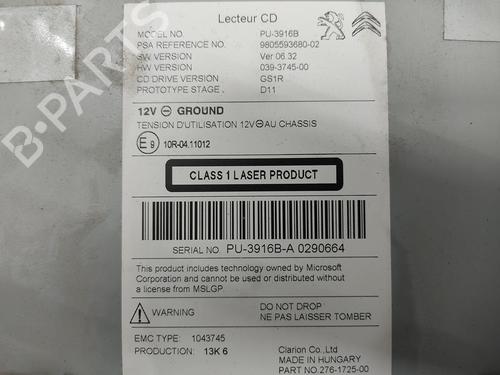 Lecteur CD
MODEL NO. PU-3916B
PSA REFERENCE NO. 9805593680-02
SW VERSION Ver 06.32
HW VERSION 039-3745-00
CD DRIVE VERSION GS1R
PROTOTYPE STAGE . D11
12V ⊖ GROUND
TENSION D'UTILISATION 12V⊖AU CHASSIS
E9 10R-04.11012
CLASS 1 LASER PRODUCT
SERIAL NO. PU-3916B-A 0290664
This product includes technology owned by Microsoft
Corporation and cannot be used or distributed without
a license from MSLGP.
WARNING DO NOT DROP
NE PAS LAISSER TOMBER
EMC TYPE: 1043745
PRODUCTION: 13K 6
Clarion Co.,Ltd
MADE IN HUNGARY
PART NO.276-1725-00
B-PARTS